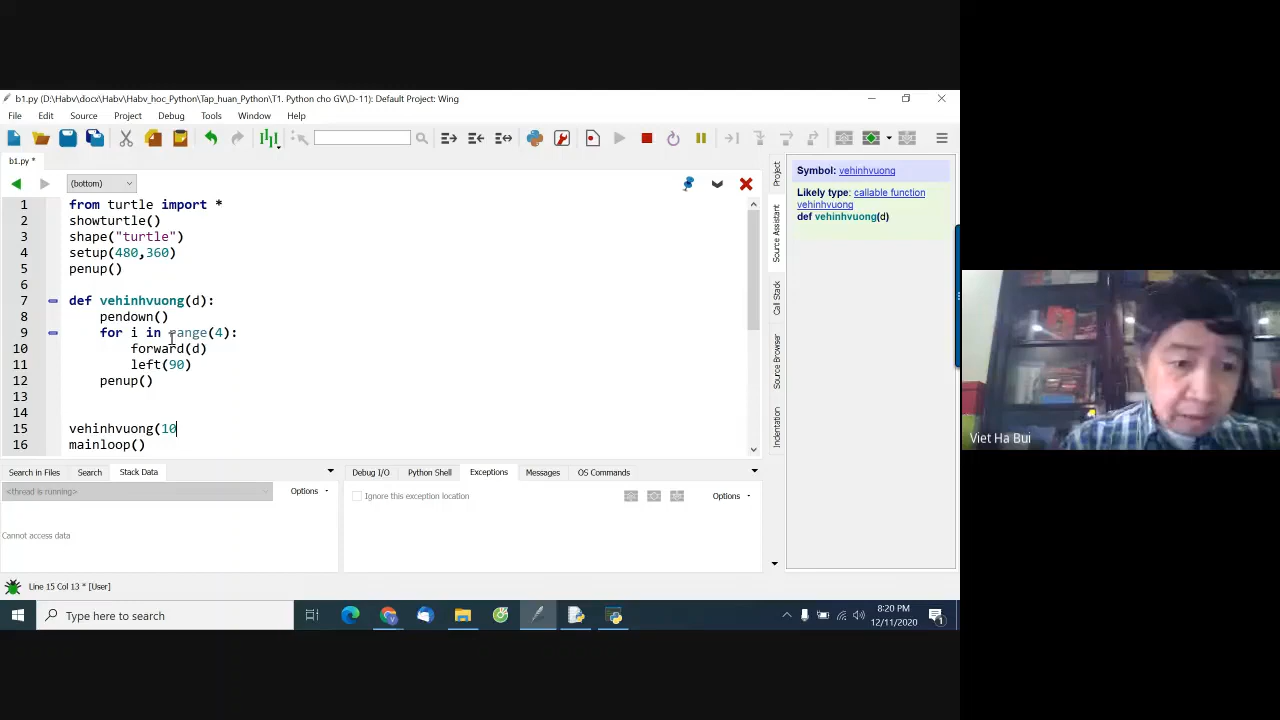 b1.py (D:\Habv\docx\Habv\Habv_hoc_Python\Tap_huan_Python\T1. Python cho GV\D-11): Default Project: Wing
File Edit Source Project Debug Tools Window Help
b1.py *
(bottom)
1 from turtle import *
2 showturtle()
3 shape("turtle")
4 setup(480,360)
5 penup()
6
7 def vehinhvuong(d):
8 pendown()
9 for i in range(4):
10 forward(d)
11 left(90)
12 penup()
13
14
15 vehinhvuong(10
16 mainloop()
Project
Source Assistant
Call Stack
Source Browser
Indentation
Symbol: vehinhvuong
Likely type: callable function
vehinhvuong
def vehinhvuong(d)
Viet Ha Bui
Search in Files Search Stack Data
<thread is running> Options
Cannot access data
Debug I/O Python Shell Exceptions Messages OS Commands
Ignore this exception location Options
Line 15 Col 13 * [User]
Type here to search
8:20 PM
12/11/2020
1